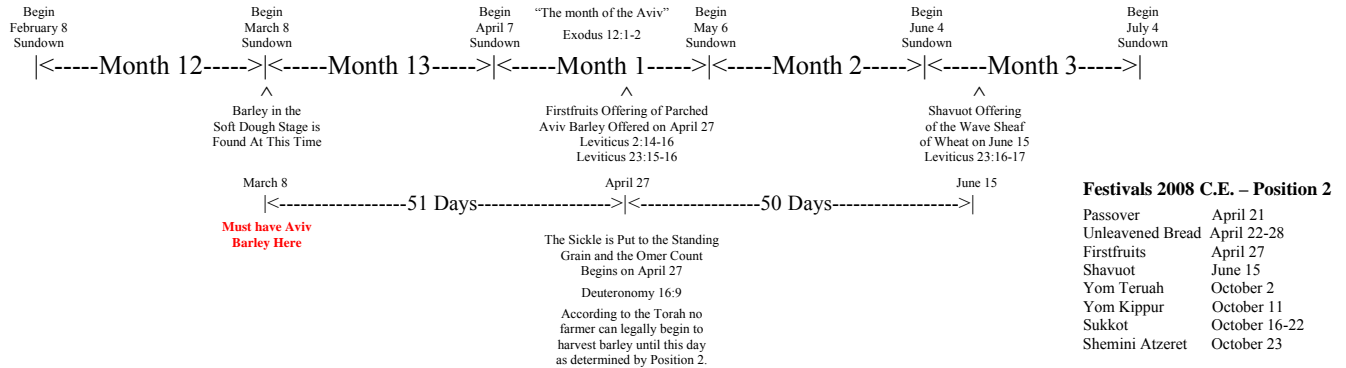 Begin
February 8
Sundown
Begin
March 8
Sundown
Begin
April 7
Sundown
“The month of the Aviv”
Exodus 12:1-2
Begin
May 6
Sundown
Begin
June 4
Sundown
Begin
July 4
Sundown
|<-----Month 12----->|<-----Month 13----->|<-----Month 1----->|<-----Month 2----->|<-----Month 3----->|
^
Barley in the
Soft Dough Stage is
Found At This Time
^
Firstfruits Offering of Parched
Aviv Barley Offered on April 27
Leviticus 2:14-16
Leviticus 23:15-16
^
Shavuot Offering
of the Wave Sheaf
of Wheat on June 15
Leviticus 23:16-17
March 8 April 27 June 15
|<-----------------51 Days----------------->|<-----------------50 Days----------------->|
Must have Aviv
Barley Here
The Sickle is Put to the Standing
Grain and the Omer Count
Begins on April 27
Deuteronomy 16:9
According to the Torah no
farmer can legally begin to
harvest barley until this day
as determined by Position 2.
Festivals 2008 C.E. – Position 2
Passover April 21
Unleavened Bread April 22-28
Firstfruits April 27
Shavuot June 15
Yom Teruah October 2
Yom Kippur October 11
Sukkot October 16-22
Shemini Atzeret October 23